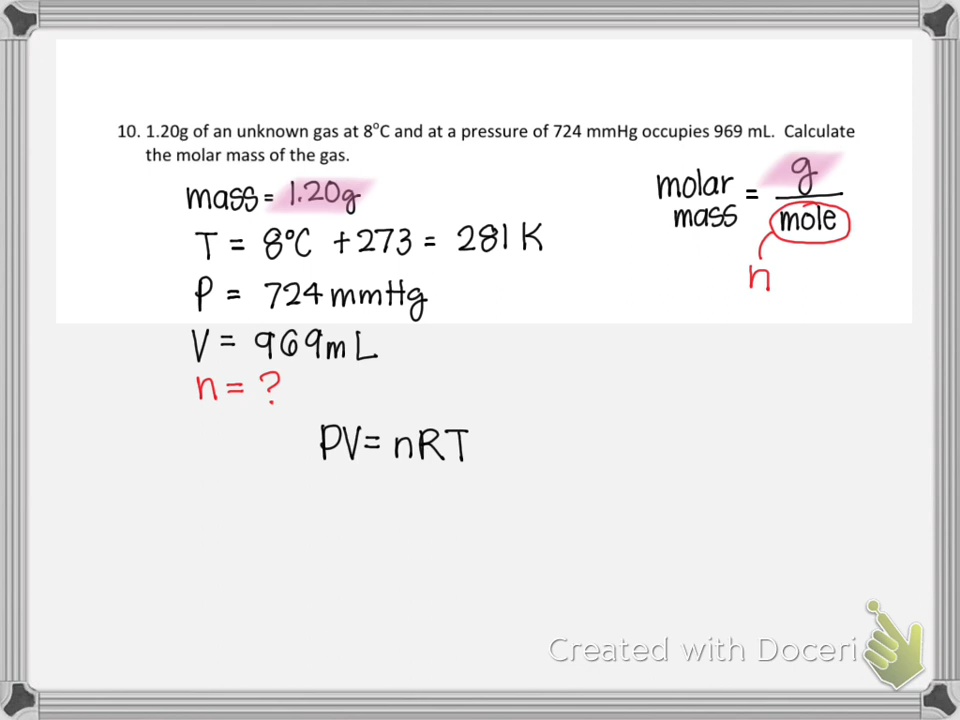 10. 1.20g of an unknown gas at 8°C and at a pressure of 724 mmHg occupies 969 mL. Calculate
the molar mass of the gas.
mass = 1.20g
T = 8°C +273 = 281 K
P = 724 mmHg
V = 969 mL
n = ?
PV = nRT
molar mass = g / mole
n
Created with Doceri